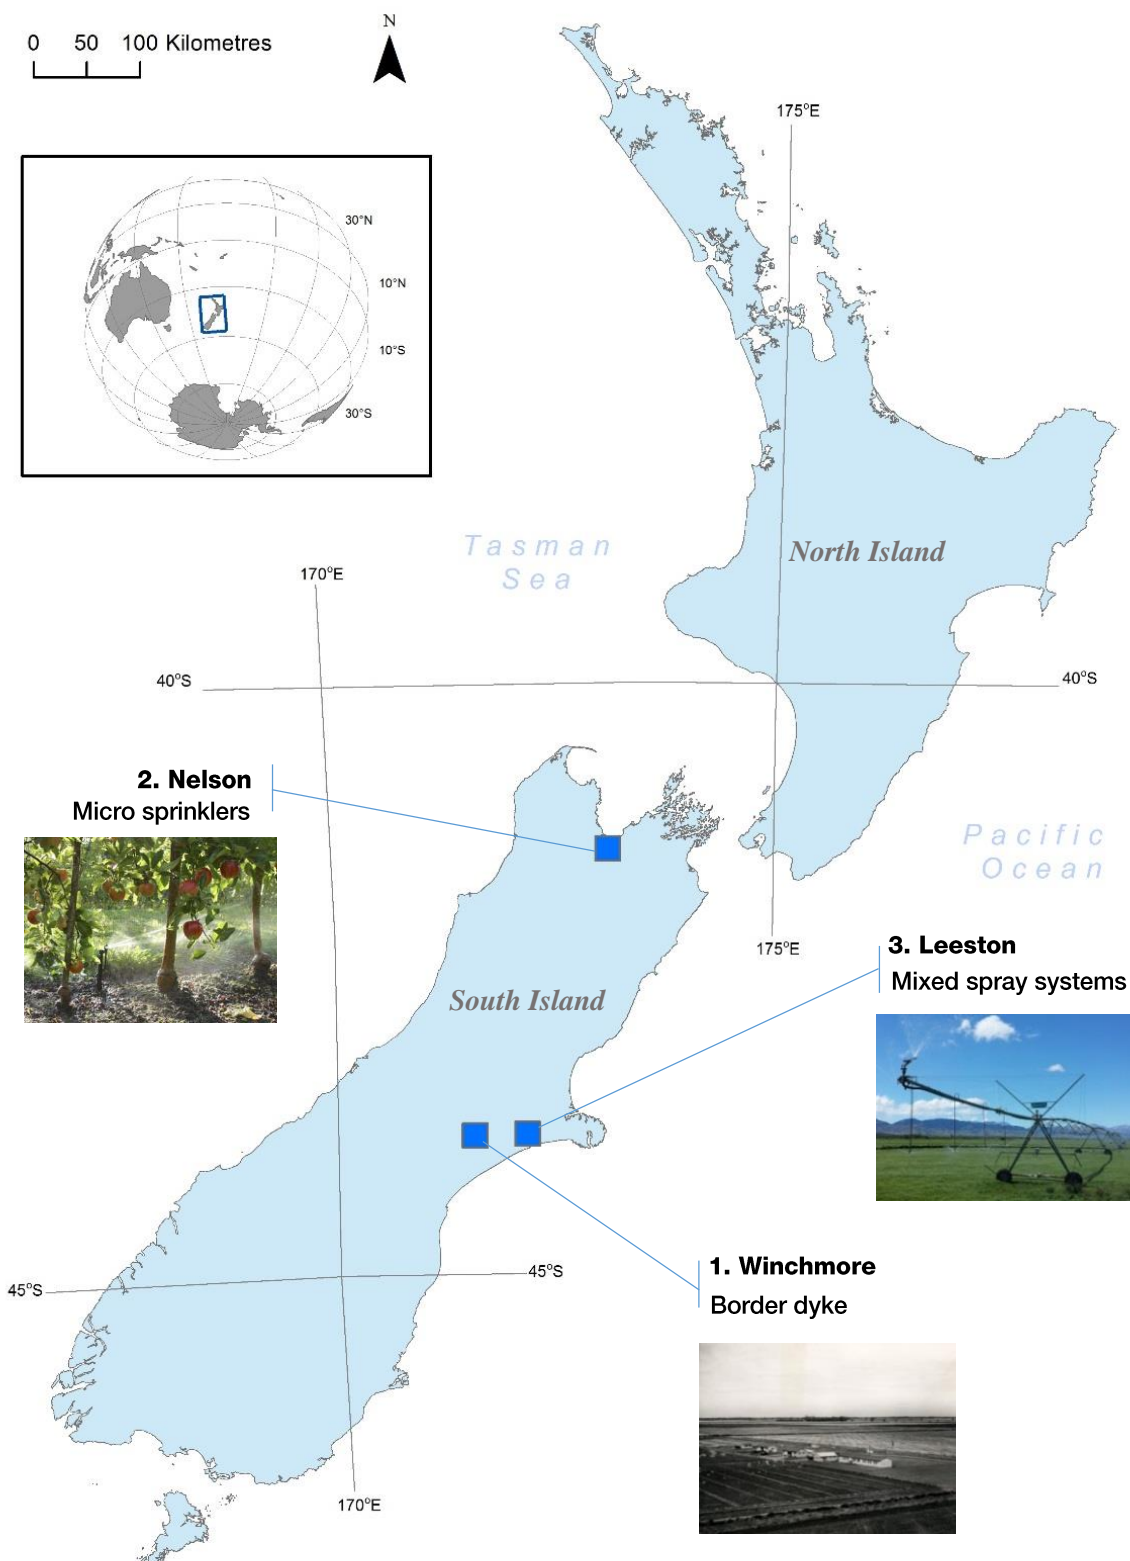 N
0 50 100 Kilometres
175°E
30°N
10°N
10°S
30°S
Tasman
Sea
North Island
170°E
40°S
40°S
2. Nelson
Micro sprinklers
Pacific
Ocean
175°E
3. Leeston
Mixed spray systems
South Island
1. Winchmore
Border dyke
45°S
45°S
170°E